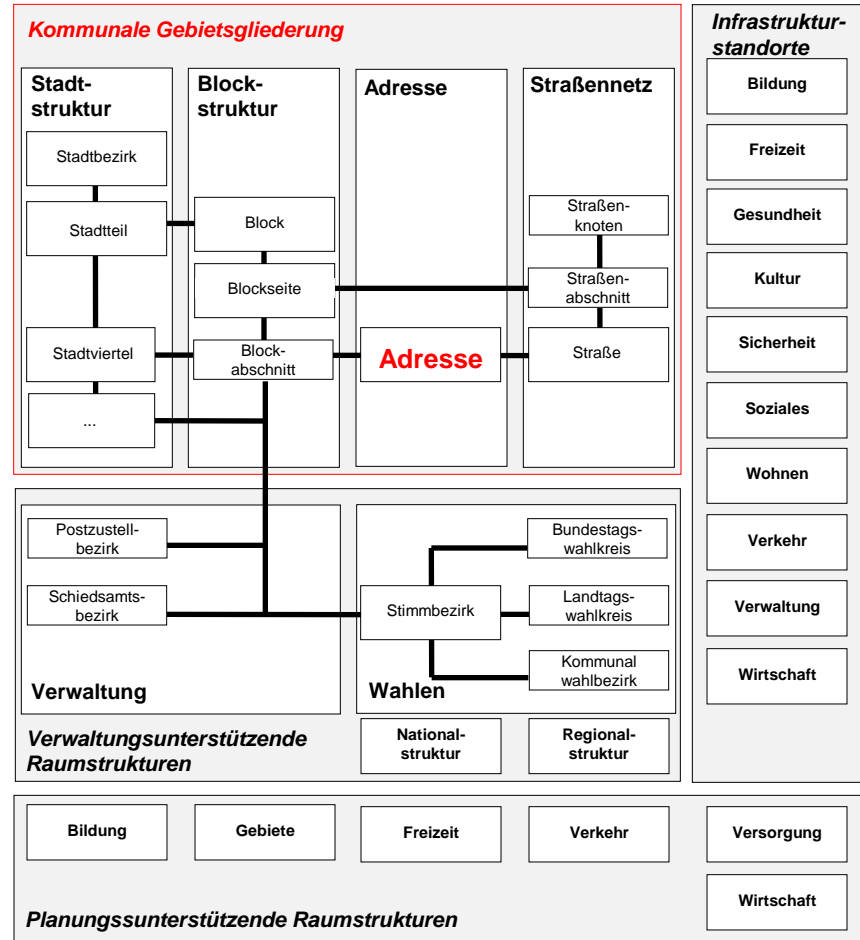 Kommunale Gebietsgliederung
Stadt-
struktur
Stadtbezirk
Stadtteil
Stadtviertel
...
Block-
struktur
Block
Blockseite
Block-
abschnitt
Adresse
Adresse
Straßennetz
Straßen-
knoten
Straßen-
abschnitt
Straße
Postzustell-
bezirk
Schiedsamts-
bezirk
Verwaltung
Stimmbezirk
Bundestags-
wahlkreis
Landtags-
wahlkreis
Kommunal
wahlbezirk
Wahlen
Verwaltungsunterstützende
Raumstrukturen
National-
struktur
Regional-
struktur
Infrastruktur-
standorte
Bildung
Freizeit
Gesundheit
Kultur
Sicherheit
Soziales
Wohnen
Verkehr
Verwaltung
Wirtschaft
Bildung
Gebiete
Freizeit
Verkehr
Versorgung
Wirtschaft
Planungssunterstützende Raumstrukturen